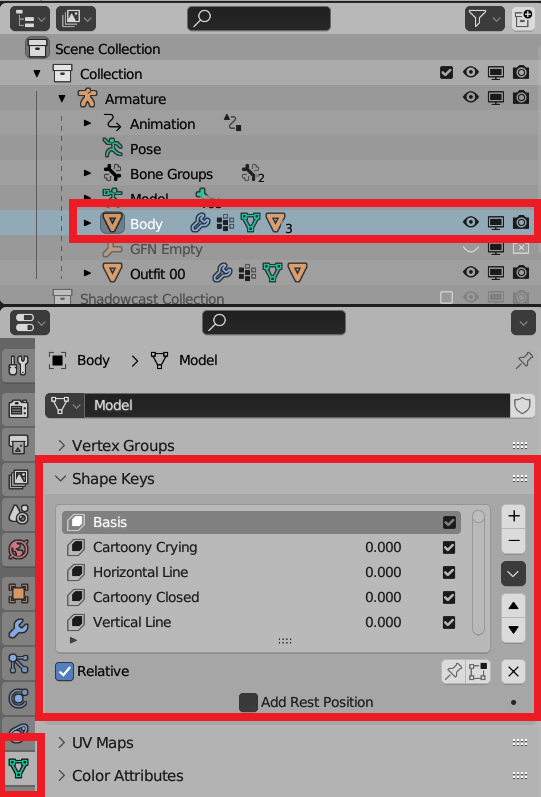 Scene Collection
Collection
Armature
Animation
Pose
Bone Groups
2
Model
Body
3
GFN Empty
Outfit 00
Shadowcast Collection
Body > Model
Model
Vertex Groups
Shape Keys
Basis
Cartoony Crying 0.000
Horizontal Line 0.000
Cartoony Closed 0.000
Vertical Line 0.000
Relative
Add Rest Position
UV Maps
Color Attributes